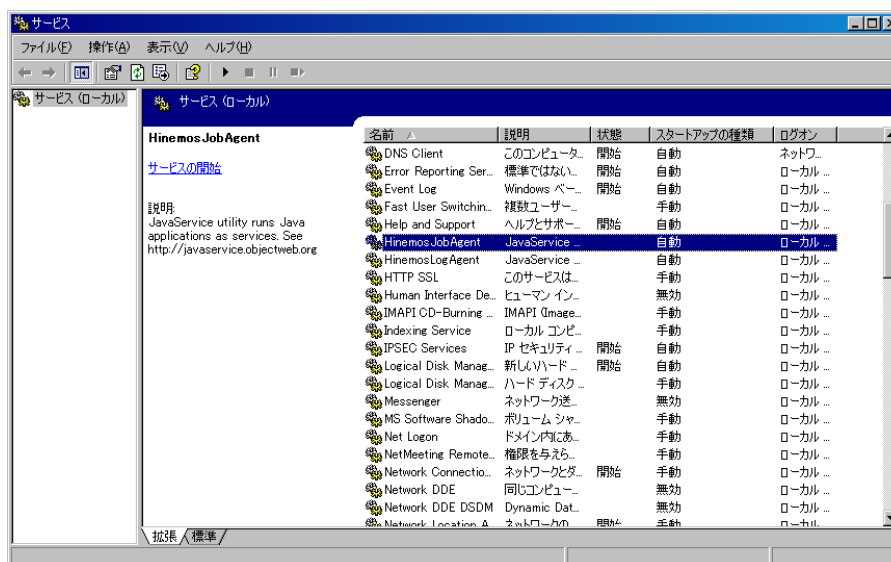 サービス
ファイル(F) 操作(A) 表示(V) ヘルプ(H)
サービス (ローカル)
サービス (ローカル)
HinemosJobAgent
サービスの開始
説明:
JavaService utility runs Java
applications as services. See
http://javaservice.objectweb.org
名前 説明 状態 スタートアップの種類 ログオン
DNS Client このコンピュータ... 開始 自動 ネットワ...
Error Reporting Ser... 標準ではない... 開始 自動 ローカル ...
Event Log Windows ベー... 開始 自動 ローカル ...
Fast User Switchin... 複数ユーザー... 手動 ローカル ...
Help and Support ヘルプとサポー... 開始 自動 ローカル ...
HinemosJobAgent JavaService ... 自動 ローカル ...
HinemosLogAgent JavaService ... 自動 ローカル ...
HTTP SSL このサービスは... 手動 ローカル ...
Human Interface De... ヒューマン イン... 無効 ローカル ...
IMAPI CD-Burning ... IMAPI (Image... 手動 ローカル ...
Indexing Service ローカル コンピ... 手動 ローカル ...
IPSEC Services IP セキュリティ ... 開始 自動 ローカル ...
Logical Disk Manag... 新しいハード ... 開始 自動 ローカル ...
Logical Disk Manag... ハード ディスク ... 手動 ローカル ...
Messenger ネットワーク送... 無効 ローカル ...
MS Software Shado... ボリューム シャ... 手動 ローカル ...
Net Logon ドメイン内にあ... 手動 ローカル ...
NetMeeting Remote... 権限を与えら... 手動 ローカル ...
Network Connectio... ネットワークとダ... 開始 手動 ローカル ...
Network DDE 同じコンピュー... 無効 ローカル ...
Network DDE DSDM Dynamic Dat... 無効 ローカル ...
Network Location A... ネットワークの... 開始 手動 ローカル ...
拡張 標準